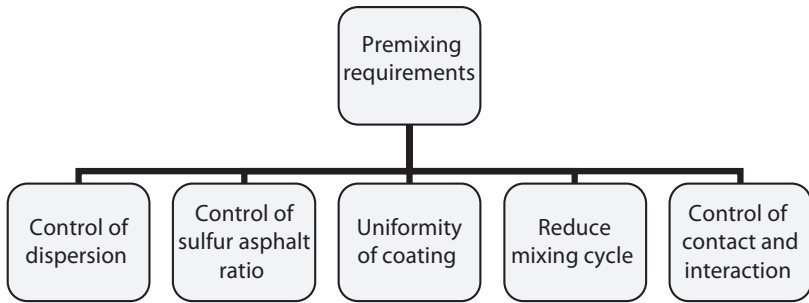 Premixing
requirements
Control of
dispersion
Control of
sulfur asphalt
ratio
Uniformity
of coating
Reduce
mixing cycle
Control of
contact and
interaction